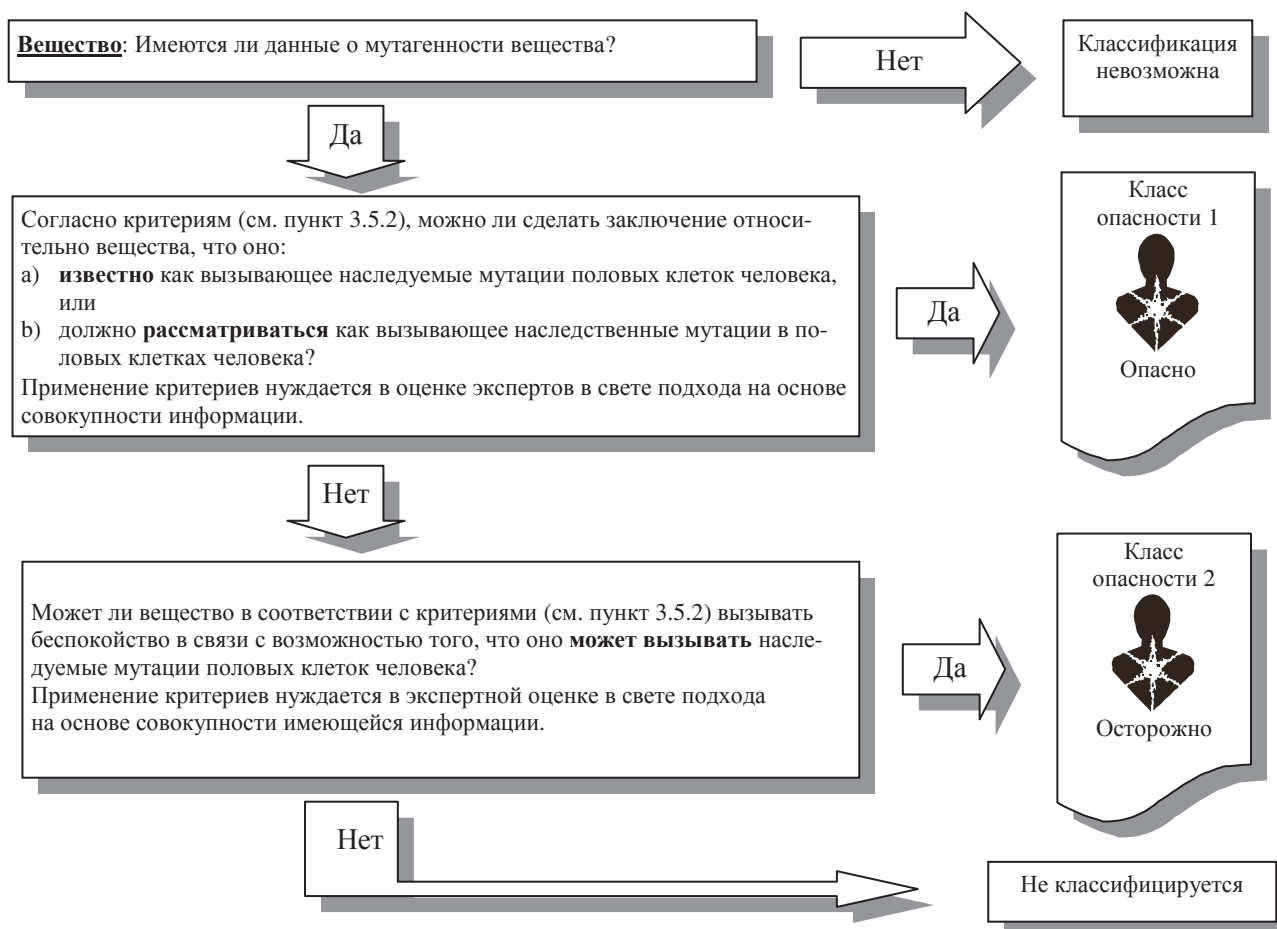 Вещество: Имеются ли данные о мутагенности вещества?
Нет
Классификация
невозможна
Да
Согласно критериям (см. пункт 3.5.2), можно ли сделать заключение относи-
тельно вещества, что оно:
a) известно как вызывающее наследуемые мутации половых клеток человека,
или
b) должно рассматриваться как вызывающее наследственные мутации в по-
ловых клетках человека?
Применение критериев нуждается в оценке экспертов в свете подхода на основе
совокупности информации.
Да
Класс
опасности 1
Опасно
Нет
Может ли вещество в соответствии с критериями (см. пункт 3.5.2) вызывать
беспокойство в связи с возможностью того, что оно может вызывать насле-
дуемые мутации половых клеток человека?
Применение критериев нуждается в экспертной оценке в свете подхода
на основе совокупности имеющейся информации.
Да
Класс
опасности 2
Осторожно
Нет
Не классифицируется